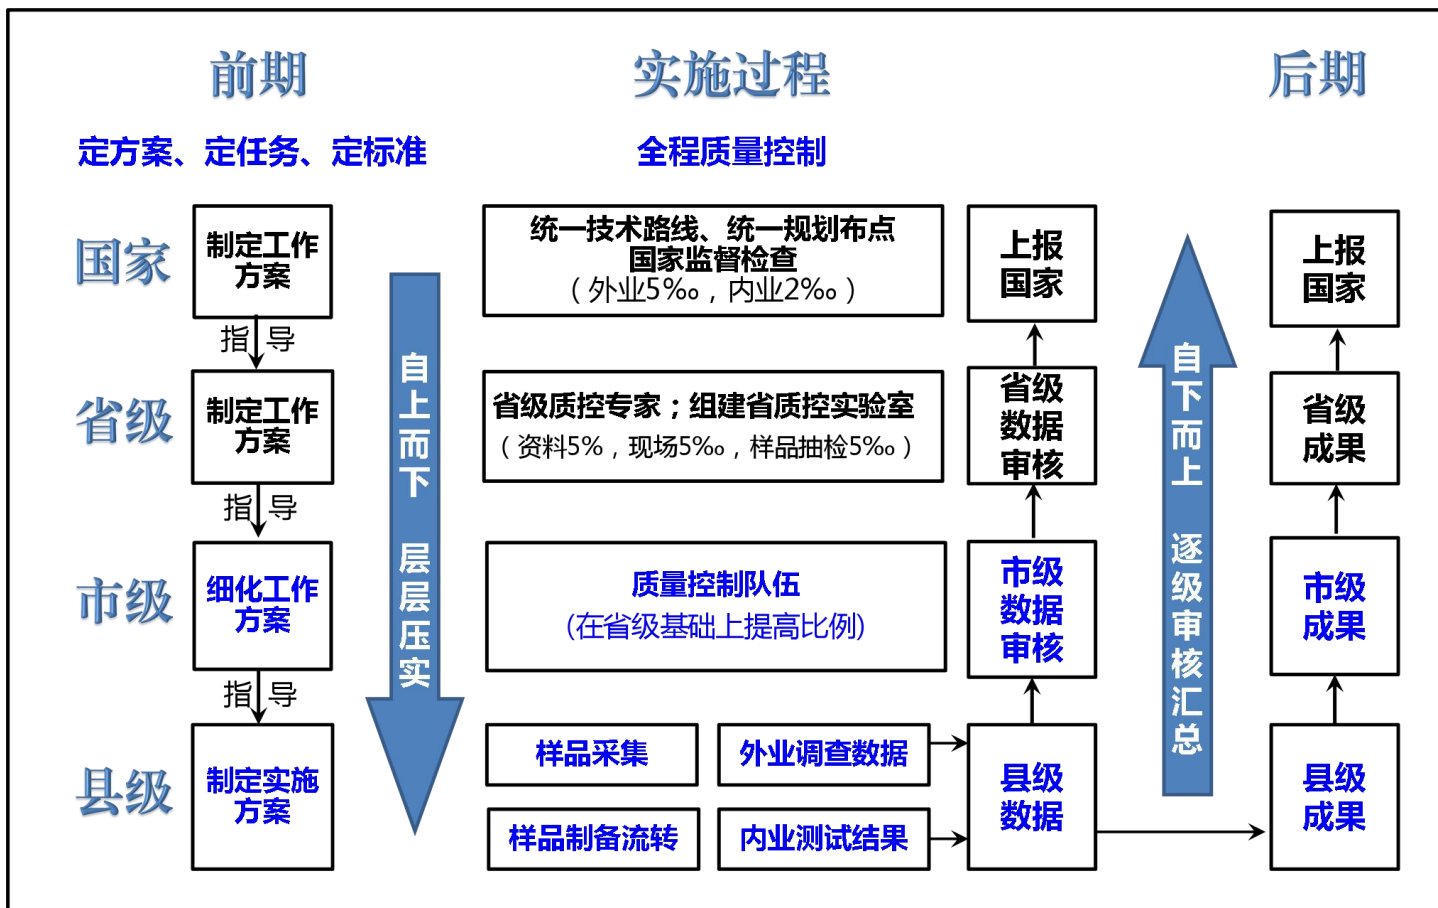 前期
实施过程
后期
定方案、定任务、定标准
全程质量控制
国家
制定工作
方案
统一技术路线、统一规划布点
国家监督检查
（外业5‰，内业2‰）
上报
国家
上报
国家
指 导
省级
制定工作
方案
省级质控专家；组建省质控实验室
（资料5%，现场5‰，样品抽检5‰）
省级
数据
审核
省级
成果
指 导
市级
细化工作
方案
质量控制队伍
(在省级基础上提高比例)
市级
数据
审核
市级
成果
指 导
县级
制定实施
方案
样品采集
外业调查数据
样品制备流转
内业测试结果
县级
数据
县级
成果
自上而下 层层压实
自下而上 逐级审核汇总